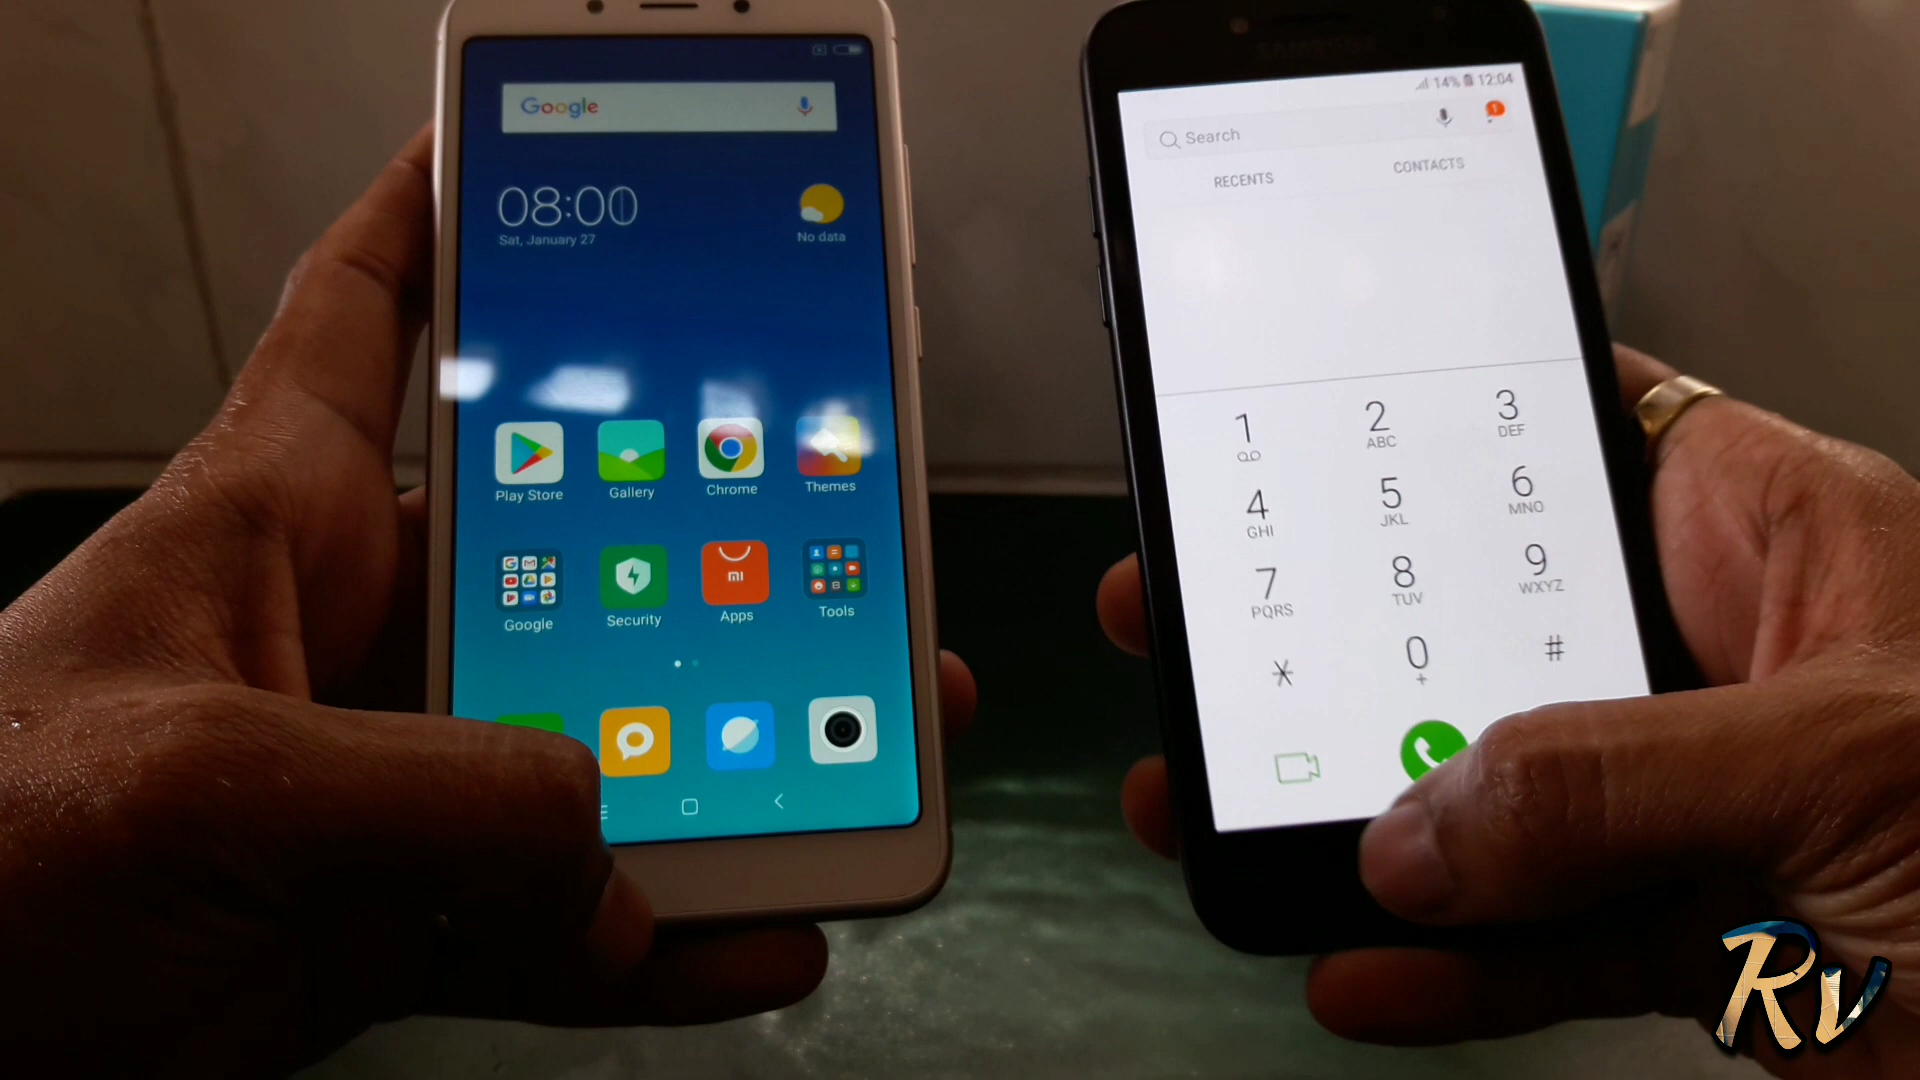 Google
08:00
Sat, January 27
No data
Play Store
Gallery
Chrome
Themes
mi
Google
Security
Apps
Tools
SAMSUNG
14% 12:04
Search
1
RECENTS
CONTACTS
1
2
ABC
3
DEF
4
GHI
5
JKL
6
MNO
7
PQRS
8
TUV
9
WXYZ
*
0
+
#
Rv